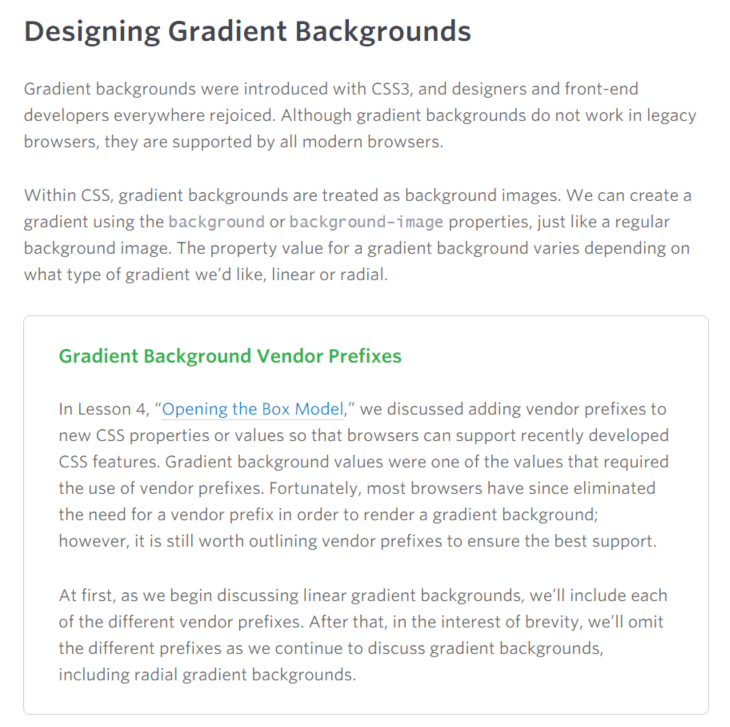 Designing Gradient Backgrounds
Gradient backgrounds were introduced with CSS3, and designers and front-end
developers everywhere rejoiced. Although gradient backgrounds do not work in legacy
browsers, they are supported by all modern browsers.
Within CSS, gradient backgrounds are treated as background images. We can create a
gradient using the background or background-image properties, just like a regular
background image. The property value for a gradient background varies depending on
what type of gradient we’d like, linear or radial.
Gradient Background Vendor Prefixes
In Lesson 4, “Opening the Box Model,” we discussed adding vendor prefixes to
new CSS properties or values so that browsers can support recently developed
CSS features. Gradient background values were one of the values that required
the use of vendor prefixes. Fortunately, most browsers have since eliminated
the need for a vendor prefix in order to render a gradient background;
however, it is still worth outlining vendor prefixes to ensure the best support.
At first, as we begin discussing linear gradient backgrounds, we’ll include each
of the different vendor prefixes. After that, in the interest of brevity, we’ll omit
the different prefixes as we continue to discuss gradient backgrounds,
including radial gradient backgrounds.